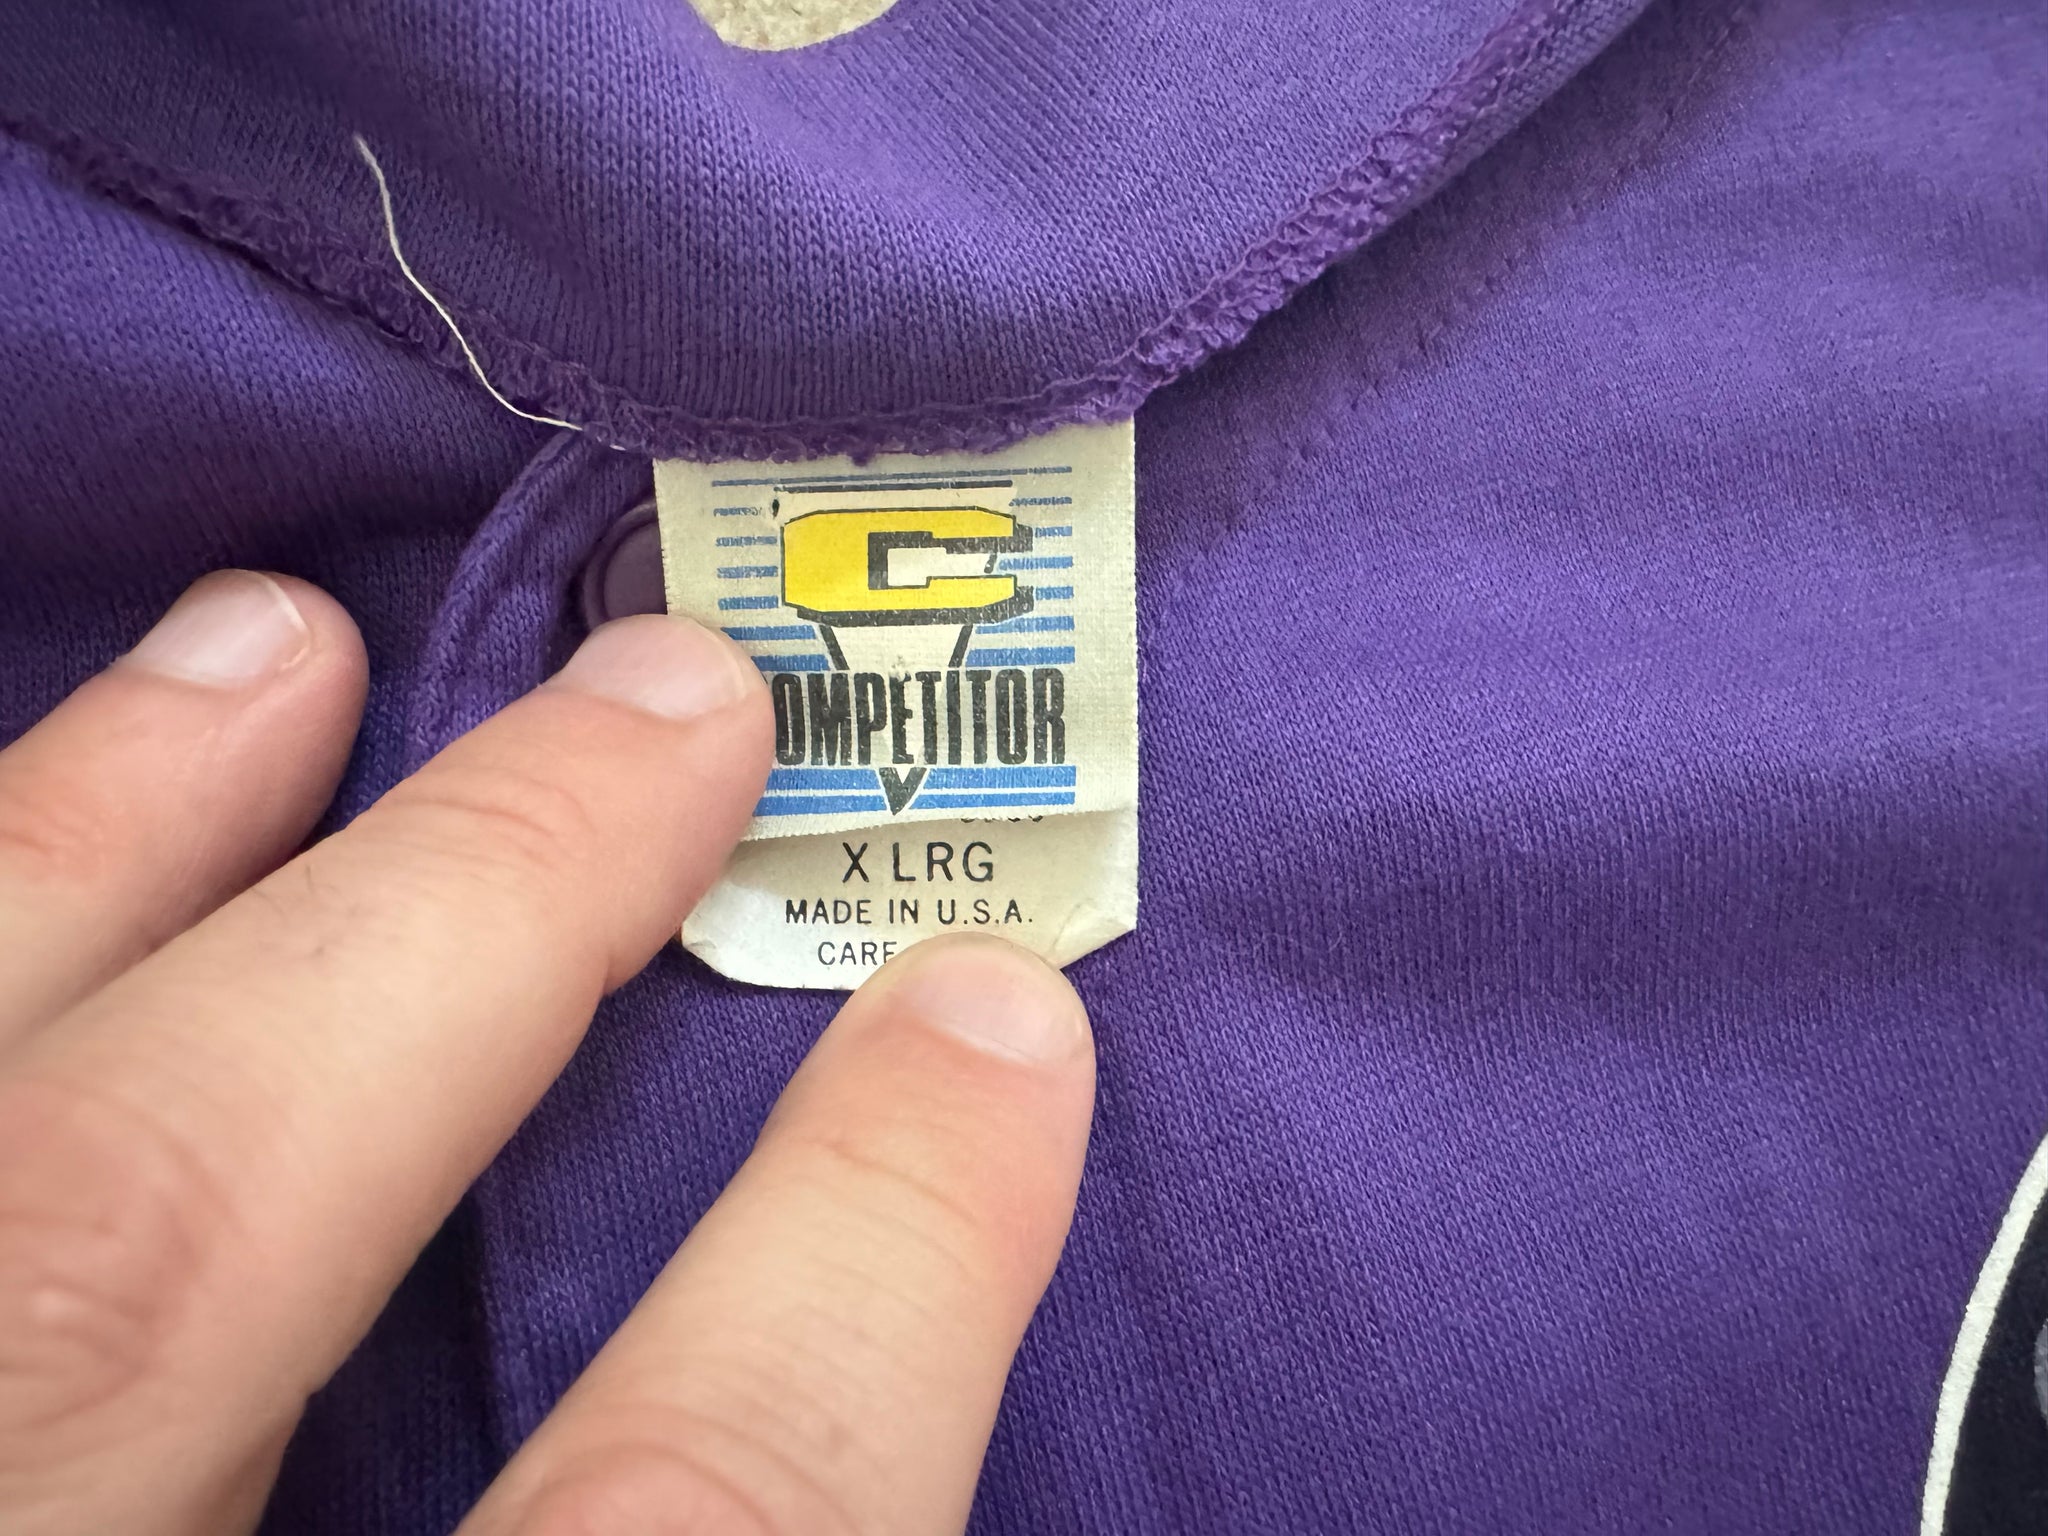 C
OMPETITOR
X LRG
MADE IN U.S.A.
CARE